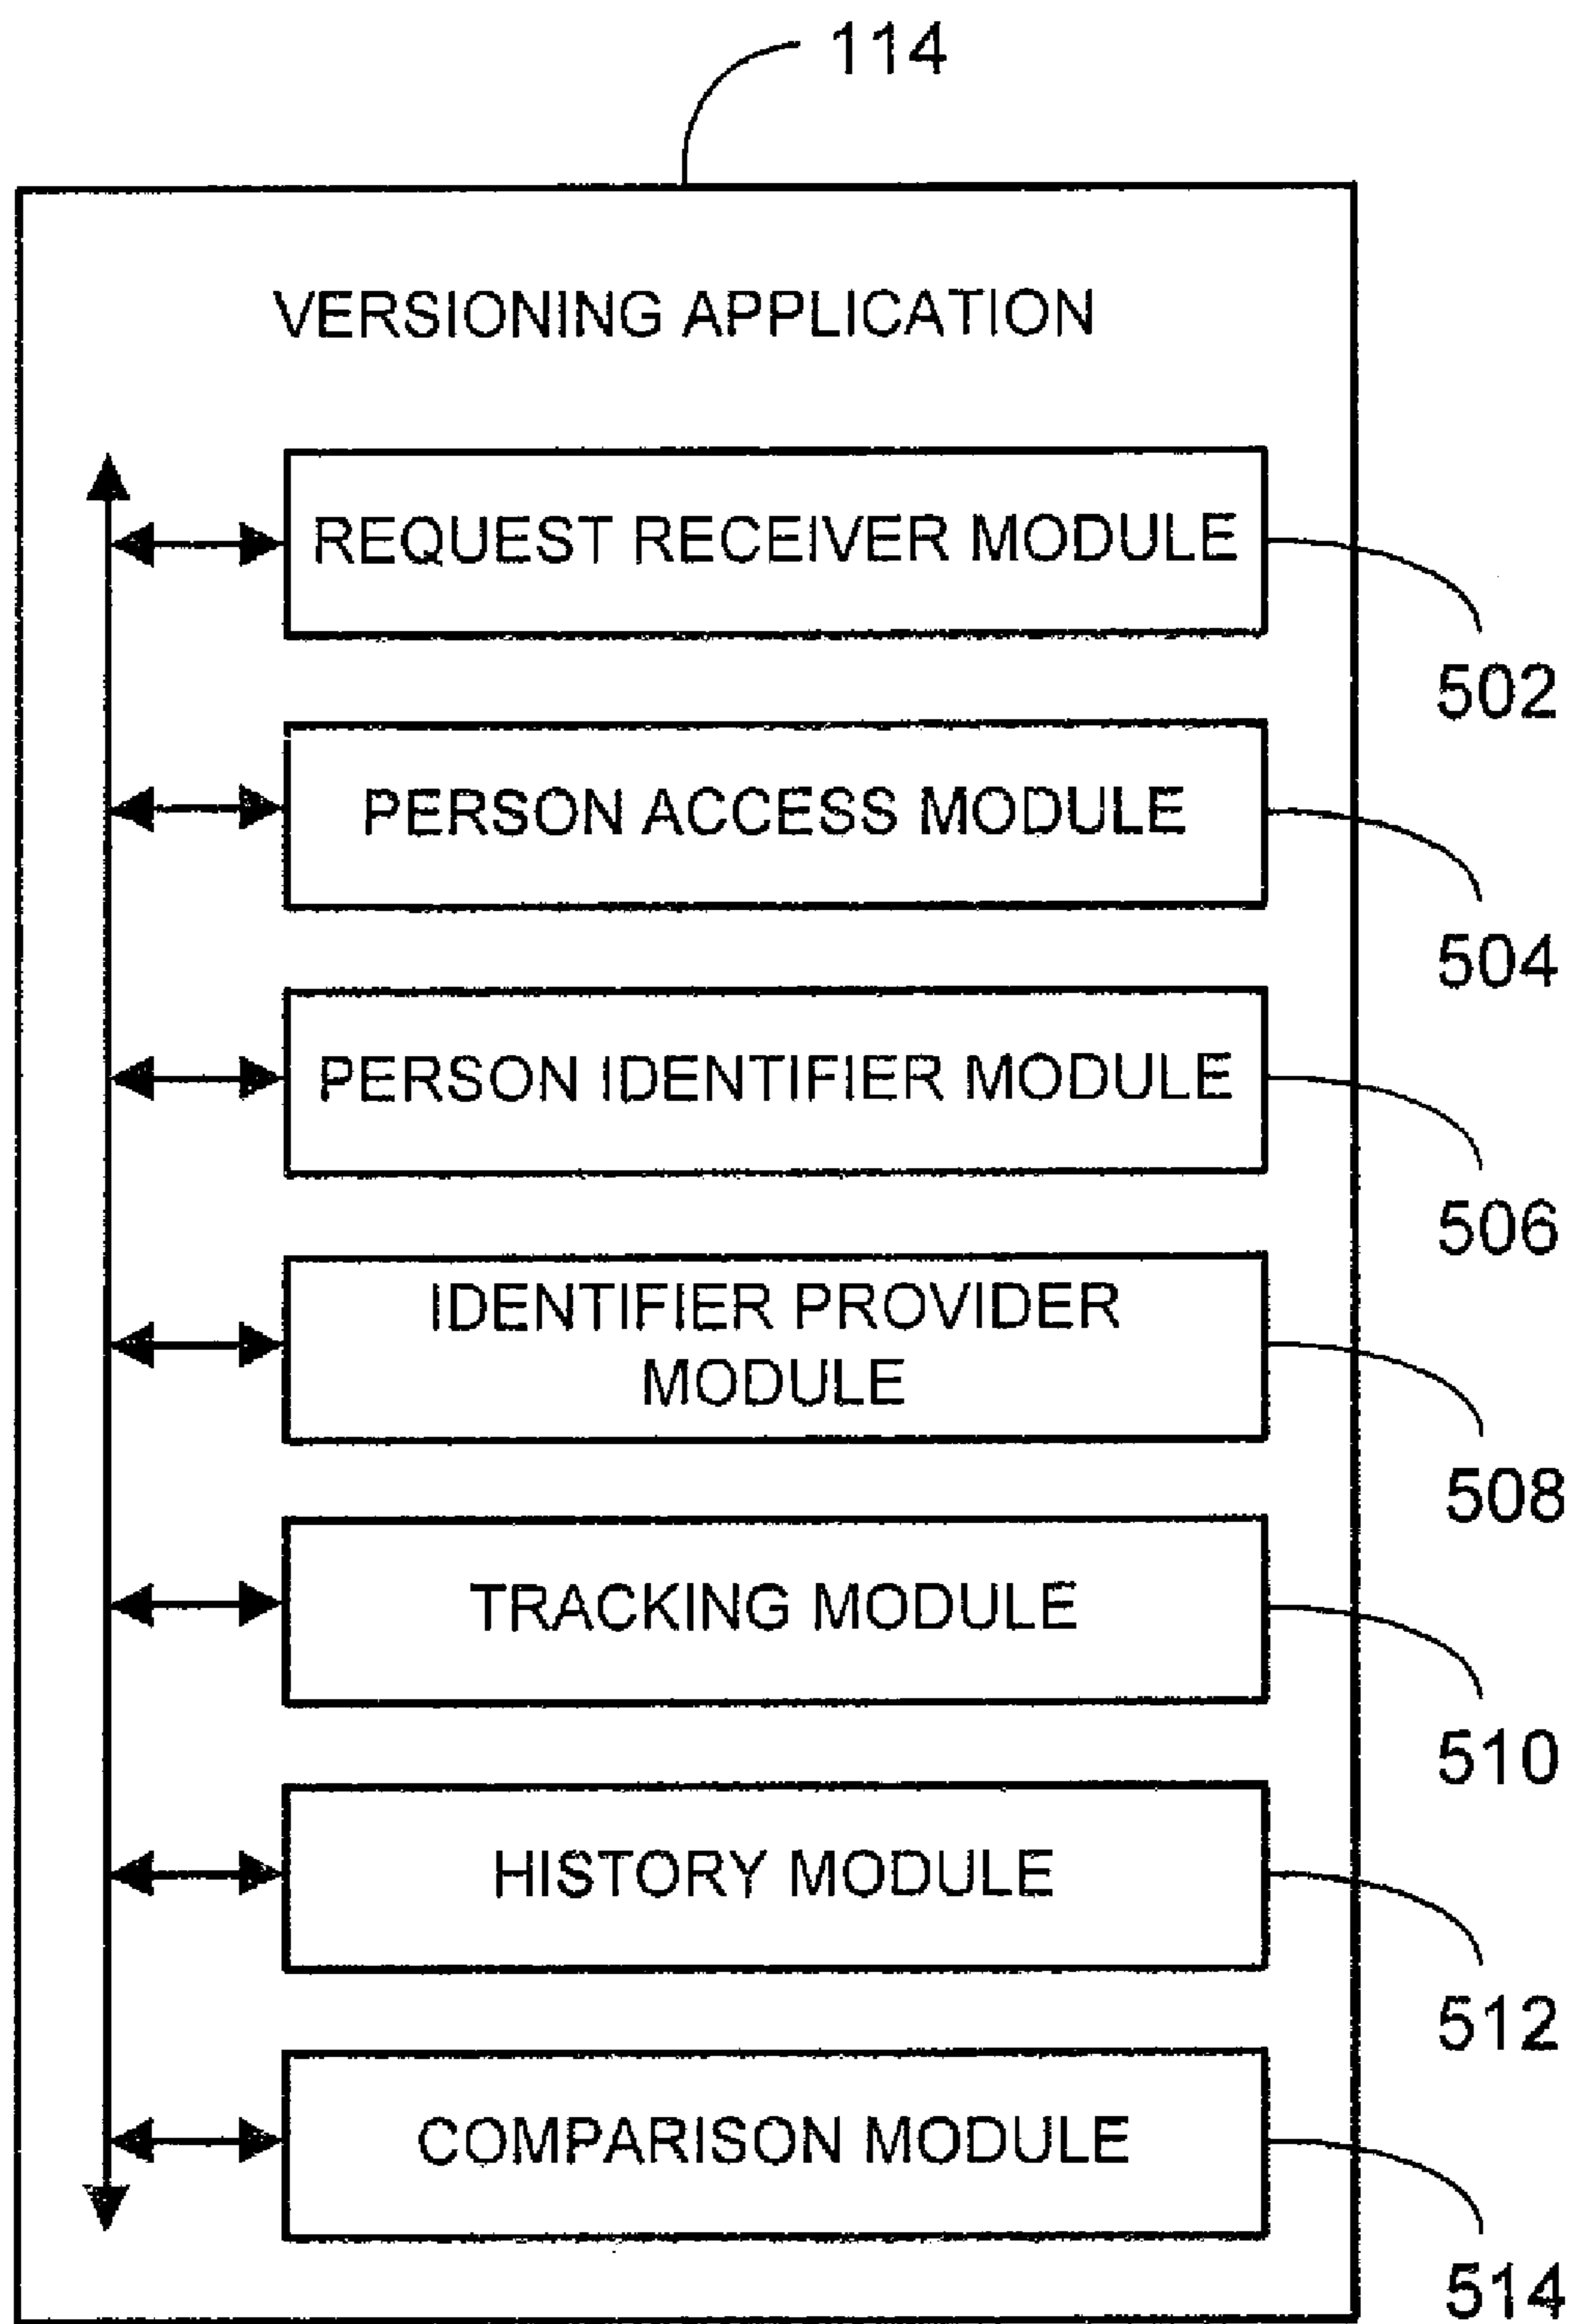 114
VERSIONING APPLICATION
REQUEST RECEIVER MODULE
502
PERSON ACCESS MODULE
504
PERSON IDENTIFIER MODULE
506
IDENTIFIER PROVIDER
MODULE
508
TRACKING MODULE
510
HISTORY MODULE
512
COMPARISON MODULE
514